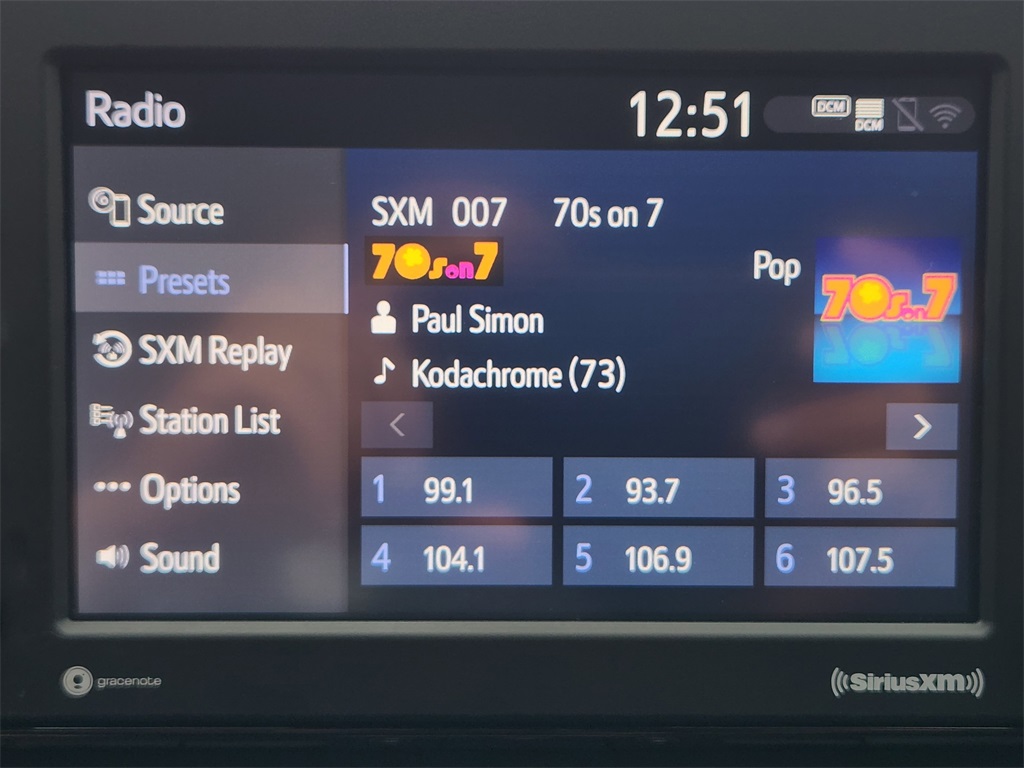 Radio 12:51 DCM DCM
Source
Presets
SXM Replay
Station List
Options
Sound
SXM 007 70s on 7
70s on 7 Pop 70s on 7
Paul Simon
Kodachrome (73)
1 99.1 2 93.7 3 96.5
4 104.1 5 106.9 6 107.5
gracenote SiriusXM